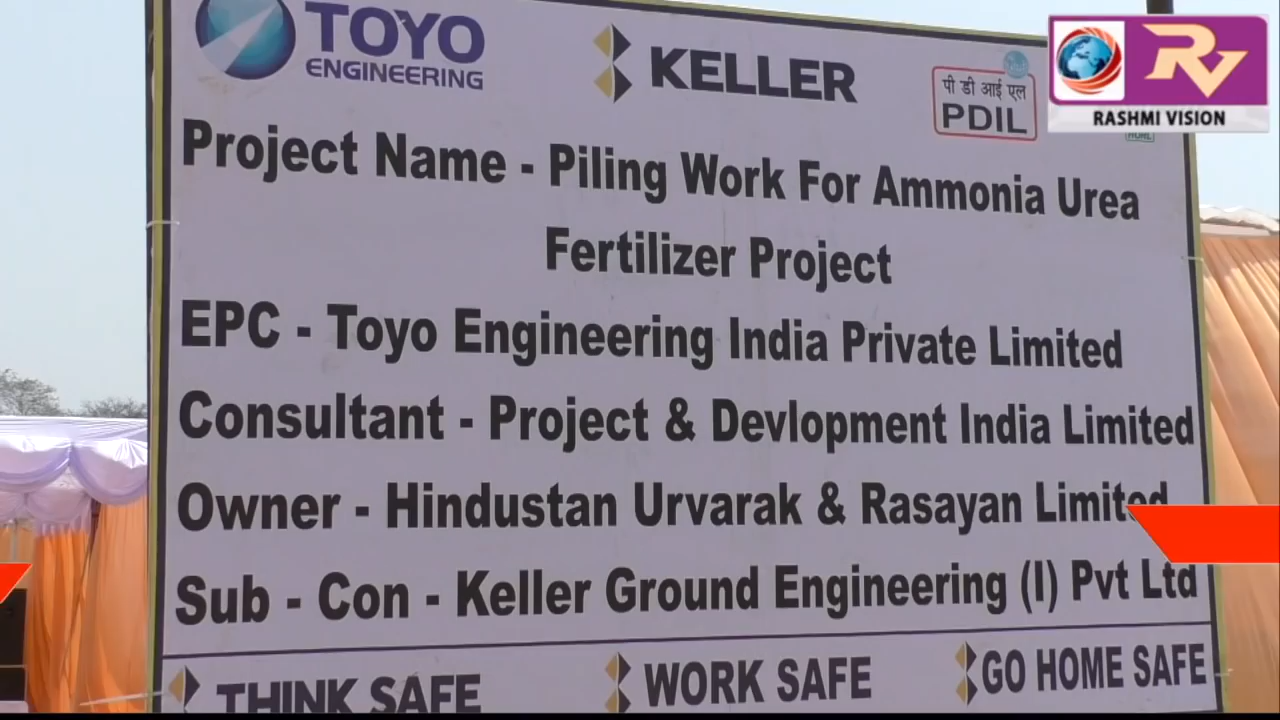 TOYO
ENGINEERING
KELLER
पी डी आई एल
PDIL
RV
RASHMI VISION
HURL
Project Name - Piling Work For Ammonia Urea
Fertilizer Project
EPC - Toyo Engineering India Private Limited
Consultant - Project & Devlopment India Limited
Owner - Hindustan Urvarak & Rasayan Limited
Sub - Con - Keller Ground Engineering (I) Pvt Ltd
THINK SAFE
WORK SAFE
GO HOME SAFE